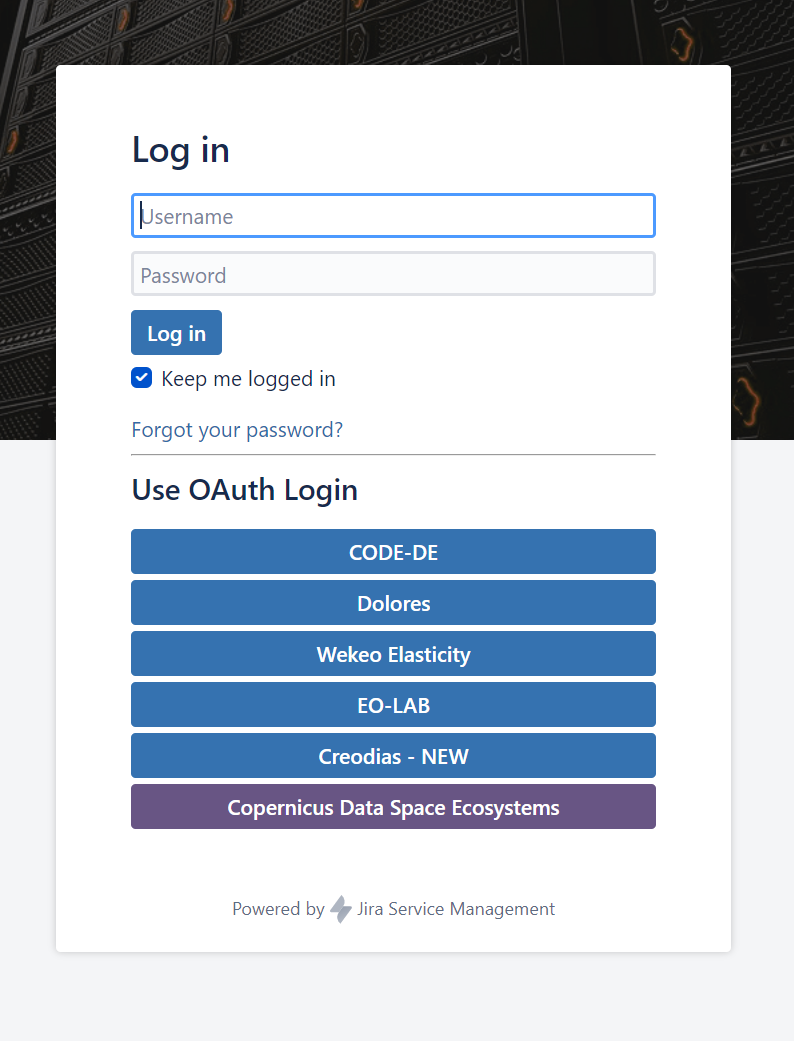 Log in
Username
Password
Log in
Keep me logged in
Forgot your password?
Use OAuth Login
CODE-DE
Dolores
Wekeo Elasticity
EO-LAB
Creodias - NEW
Copernicus Data Space Ecosystems
Powered by Jira Service Management